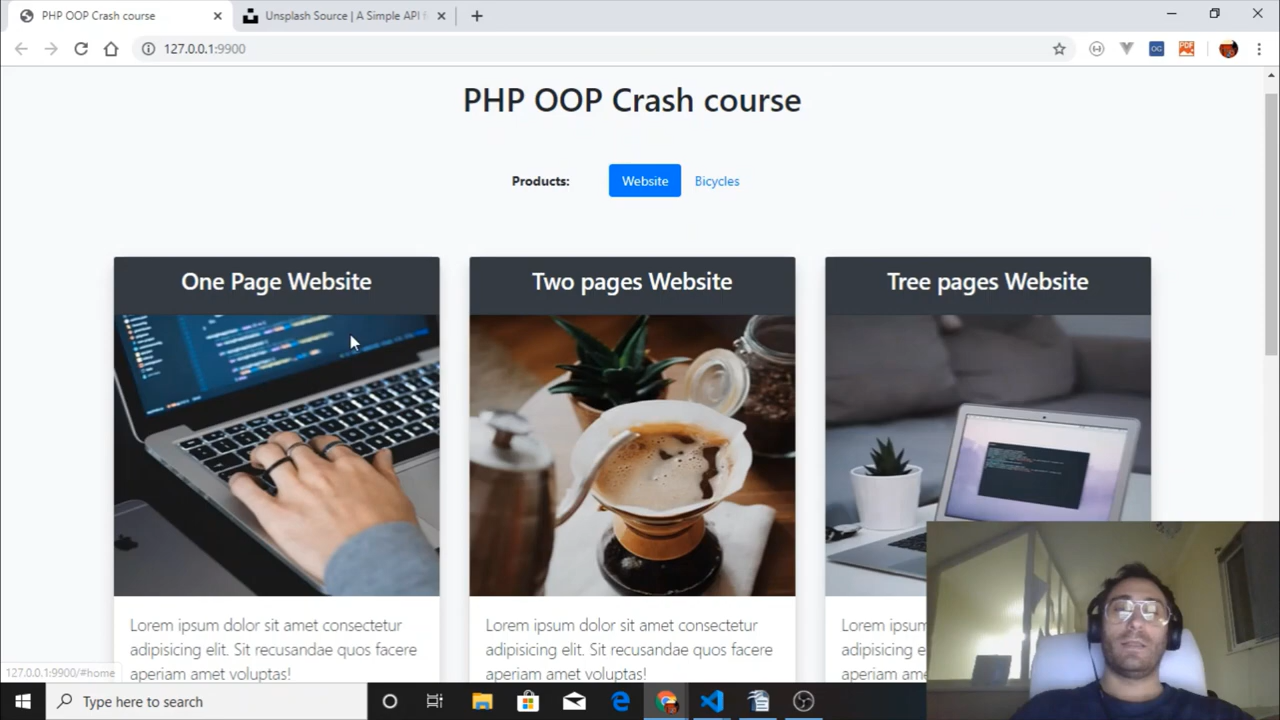 PHP OOP Crash course
Unsplash Source | A Simple API f
127.0.0.1:9900
OG
PDF
PHP OOP Crash course
Products: Website Bicycles
One Page Website
Two pages Website
Tree pages Website
Lorem ipsum dolor sit amet consectetur
adipisicing elit. Sit recusandae quos facere
aperiam amet voluptas!
Lorem ipsum dolor sit amet consectetur
adipisicing elit. Sit recusandae quos facere
aperiam amet voluptas!
Lorem ips
adipisicing
aperiam a
127.0.0.1:9900/#home
Type here to search